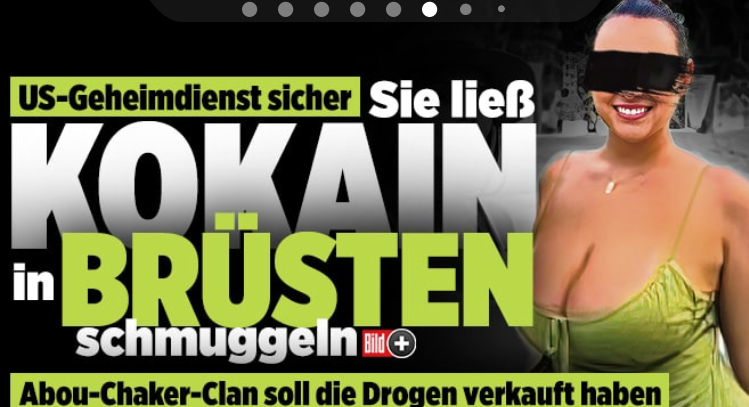 US-Geheimdienst sicher
Sie ließ
KOKAIN
in BRÜSTEN
schmuggeln Bild +
Abou-Chaker-Clan soll die Drogen verkauft haben